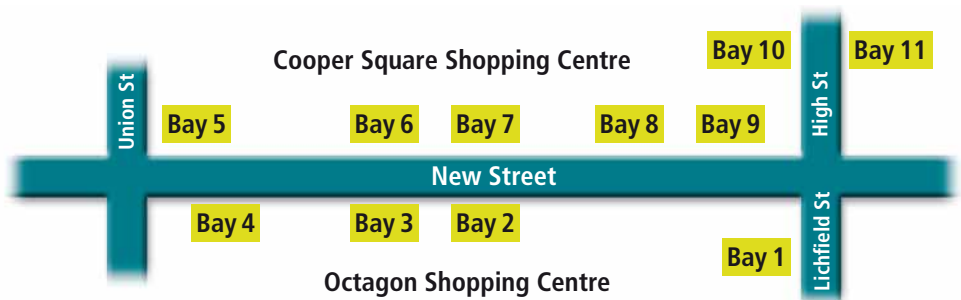 Bay 10
Bay 11
Cooper Square Shopping Centre
Union St
High St
Bay 5
Bay 6
Bay 7
Bay 8
Bay 9
New Street
Bay 4
Bay 3
Bay 2
Lichfield St
Bay 1
Octagon Shopping Centre